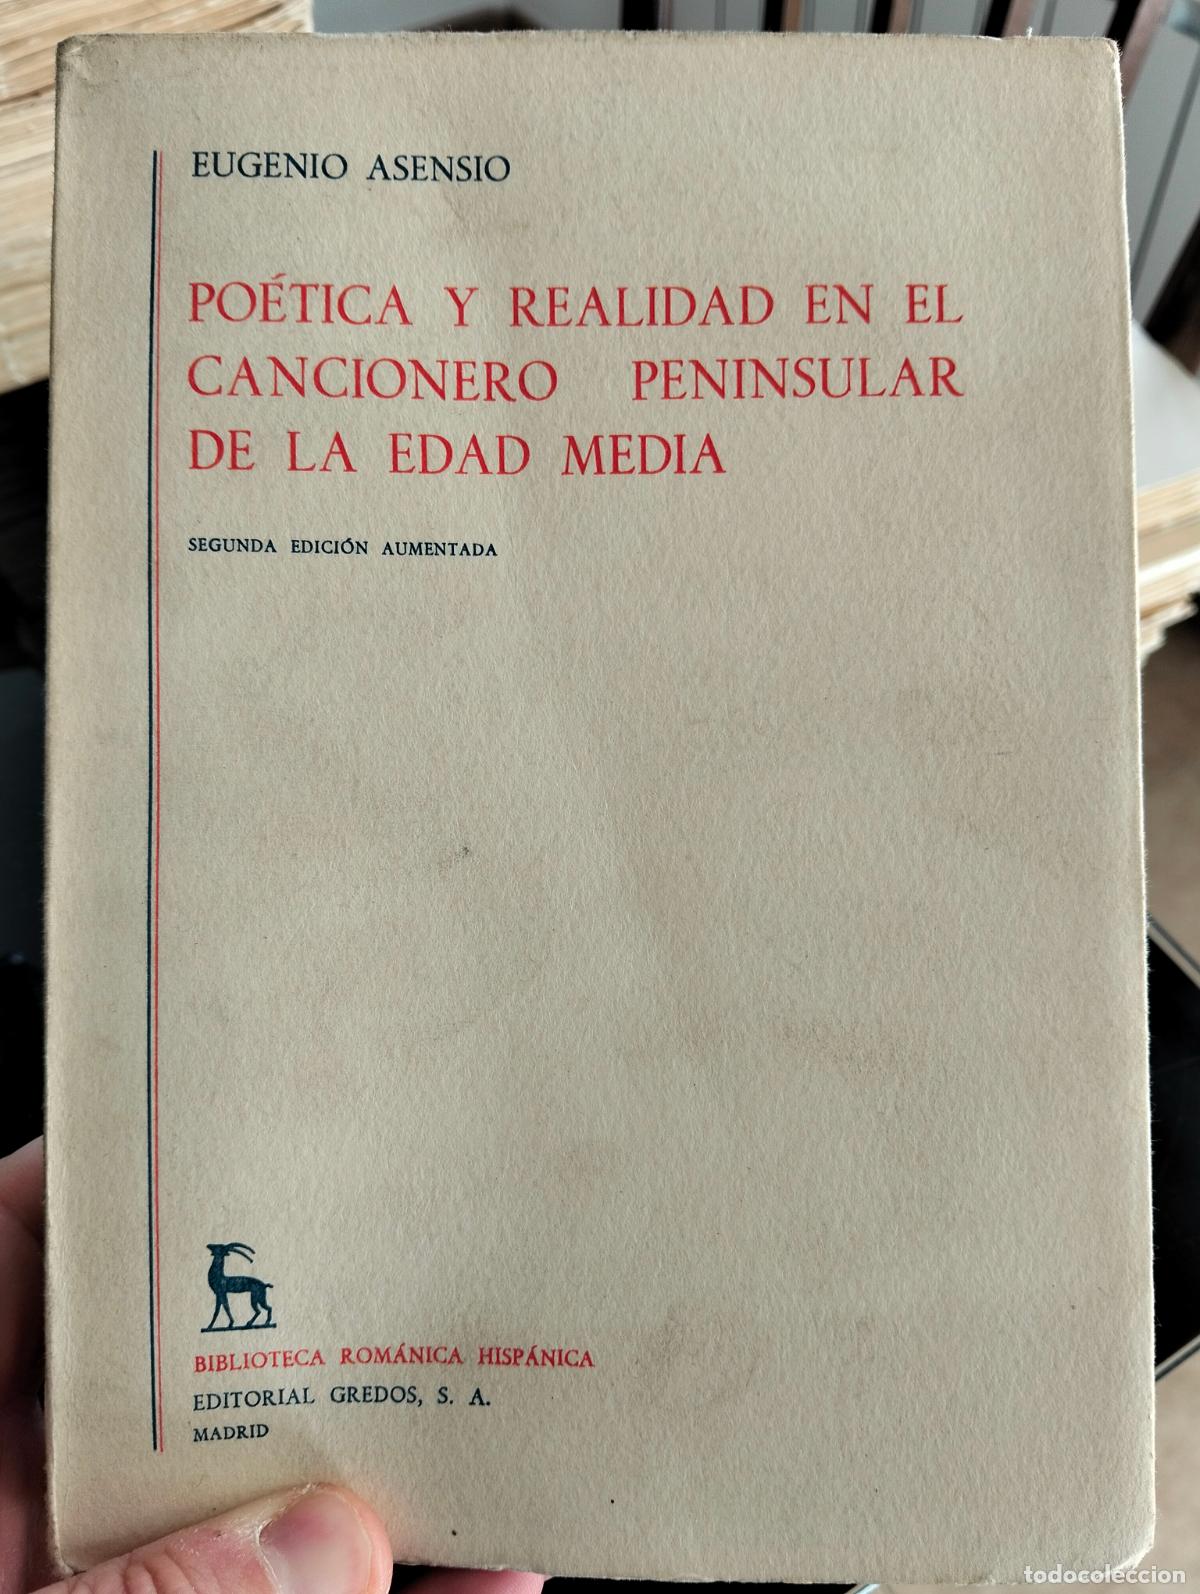 EUGENIO ASENSIO
POÉTICA Y REALIDAD EN EL
CANCIONERO PENINSULAR
DE LA EDAD MEDIA
SEGUNDA EDICIÓN AUMENTADA
BIBLIOTECA ROMÁNICA HISPÁNICA
EDITORIAL GREDOS, S. A.
MADRID
todocoleccion